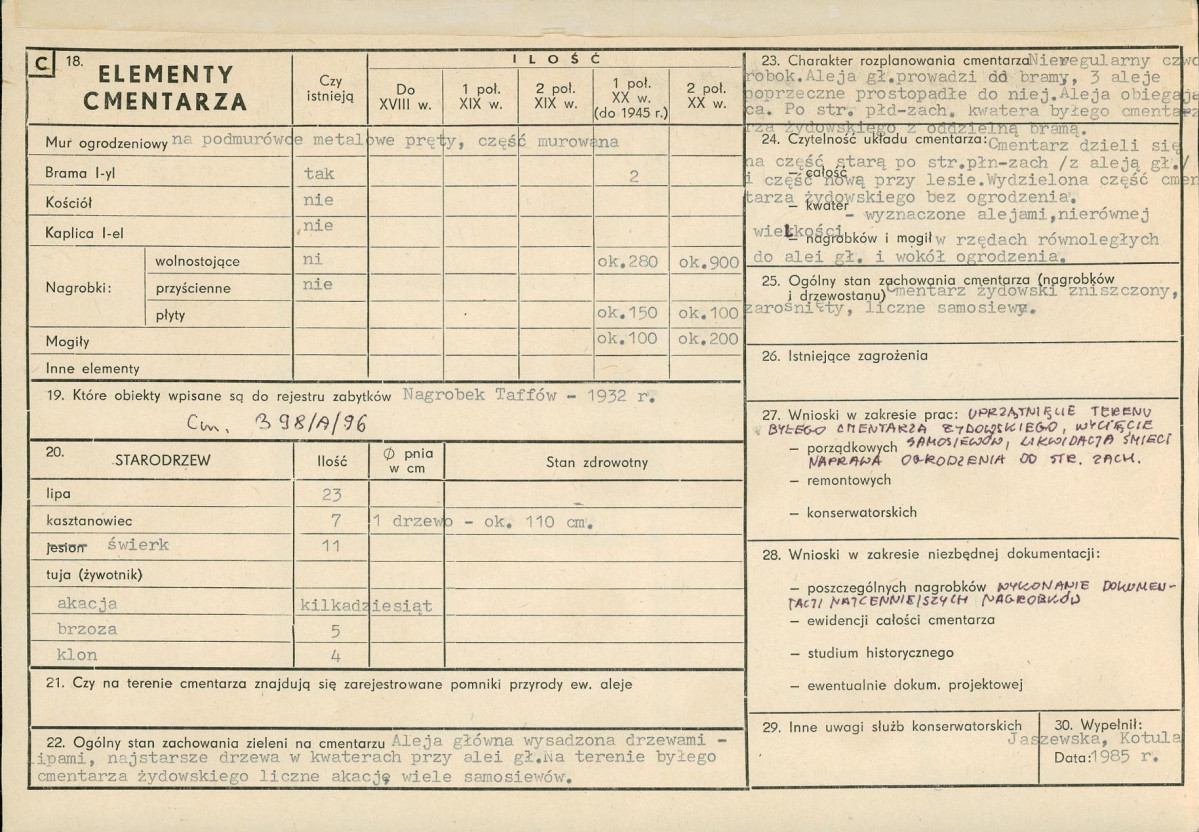 C 18. ELEMENTY CMENTARZA
Czy istnieją
ILOŚĆ
Do XVIII w.
1 poł. XIX w.
2 poł. XIX w.
1 poł. XX w. (do 1945 r.)
2 poł. XX w.
Mur ogrodzeniowy na podmurówce metalowe pręty, część murowana
Brama I-yl tak 2
Kościół nie
Kaplica I-el nie
Nagrobki:
wolnostojące ni ok.280 ok.900
przyścienne nie
płyty ok.150 ok.100
Mogiły ok.100 ok.200
Inne elementy
19. Które obiekty wpisane są do rejestru zabytków Nagrobek Taffów - 1932 r.
Cm. B 98/A/96
20. STARODRZEW Ilość Ø pnia w cm Stan zdrowotny
lipa 23
kasztanowiec 7 1 drzewo - ok. 110 cm.
jesion świerk 11
tuja (żywotnik)
akacja kilkadziesiąt
brzoza 5
klon 4
21. Czy na terenie cmentarza znajdują się zarejestrowane pomniki przyrody ew. aleje
22. Ogólny stan zachowania zieleni na cmentarzu Aleja główna wysadzona drzewami -
ipami, najstarsze drzewa w kwaterach przy alei gł.Na terenie byłego
cmentarza żydowskiego liczne akację wiele samosiewów.
23. Charakter rozplanowania cmentarza Nieregularny czwo
robok.Aleja gł.prowadzi od bramy, 3 aleje
poprzeczne prostopadłe do niej.Aleja obiegają
ca. Po str. płd-zach. kwatera byłego cmentarz
rza żydowskiego z oddzielną bramą.
24. Czytelność układu cmentarza: Cmentarz dzieli się
na część starą po str.płn-zach /z aleją gł./
— całość
i część nową przy lesie.Wydzielona część cmen
tarza żydowskiego bez ogrodzenia.
— kwater
- wyznaczone alejami,nierównej
wielkości
— nagrobków i mogił w rzędach równoległych
do alei gł. i wokół ogrodzenia.
25. Ogólny stan zachowania cmentarza (nagrobków
i drzewostanu) Cmentarz żydowski zniszczony,
zarośnięty, liczne samosiewy.
26. Istniejące zagrożenia
27. Wnioski w zakresie prac: UPRZĄTNIĘCIE TERENU
BYŁEGO CMENTARZA ŻYDOWSKIEGO, WYCIĘCIE
— porządkowych SAMOSIEWÓW, LIKWIDACJA ŚMIECI
NAPRAWA OGRODZENIA OD STR. ZACH.
— remontowych
— konserwatorskich
28. Wnioski w zakresie niezbędnej dokumentacji:
— poszczególnych nagrobków WYKONANIE DOKUMEN-
TACJI NAJCENNIEJSZYCH NAGROBKÓW
— ewidencji całości cmentarza
— studium historycznego
— ewentualnie dokum. projektowej
29. Inne uwagi służb konserwatorskich
30. Wypełnił:
Jaszewska, Kotula
Data: 1985 r.